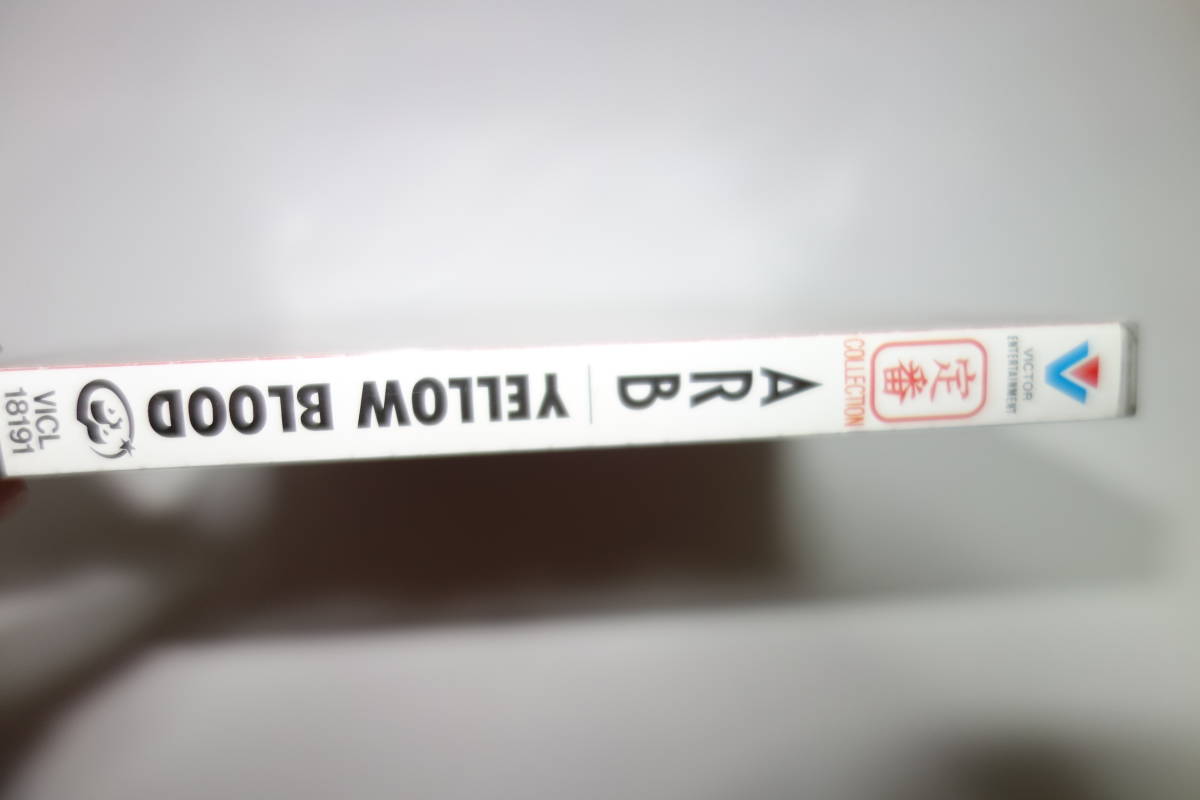 VICTOR
ENTERTAINMENT
定番
COLLECTION
ARB
YELLOW BLOOD
VICL
18191